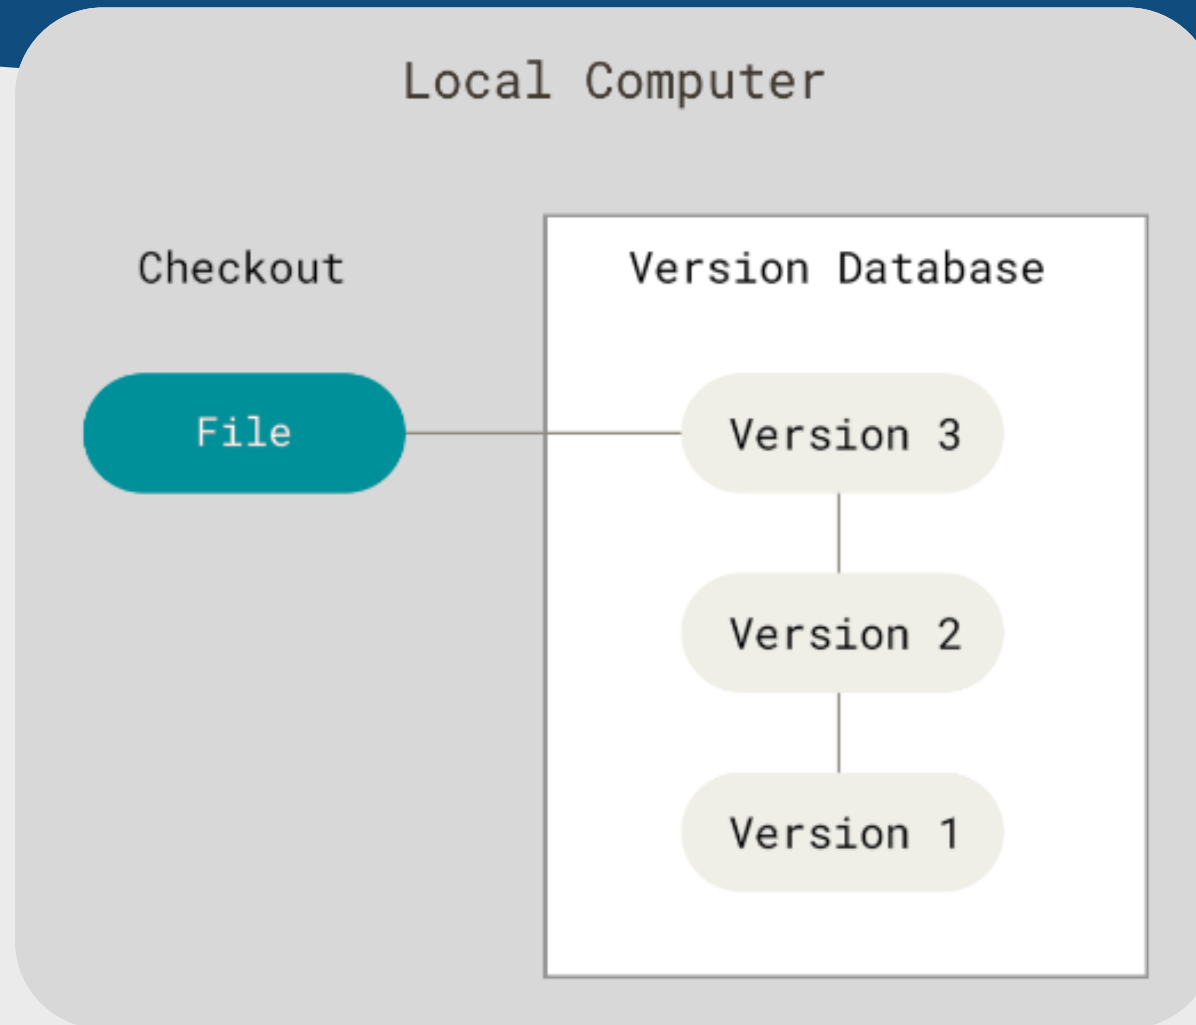 Local Computer
Checkout
Version Database
File
Version 3
Version 2
Version 1